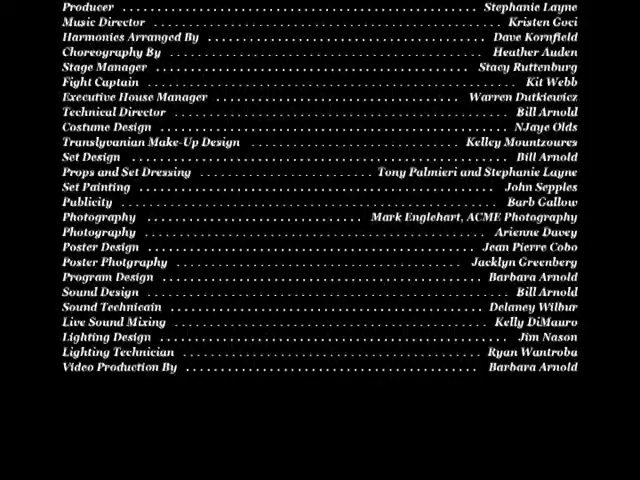 Producer . . . . . . . . . . . . . . . . . . . . . . . . . . . . . . . . . . . . . . . . . . . . . . . . . . . Stephanie Layne
Music Director . . . . . . . . . . . . . . . . . . . . . . . . . . . . . . . . . . . . . . . . . . . . . . . . . . Kristen Goci
Harmonies Arranged By . . . . . . . . . . . . . . . . . . . . . . . . . . . . . . . . . . . . . . . . Dave Kornfield
Choreography By . . . . . . . . . . . . . . . . . . . . . . . . . . . . . . . . . . . . . . . . . . . . . Heather Auden
Stage Manager . . . . . . . . . . . . . . . . . . . . . . . . . . . . . . . . . . . . . . . . . . . . . Stacy Ruttenburg
Fight Captain . . . . . . . . . . . . . . . . . . . . . . . . . . . . . . . . . . . . . . . . . . . . . . . . . . . . . Kit Webb
Executive House Manager . . . . . . . . . . . . . . . . . . . . . . . . . . . . . . . . . . . Warren Dutkiewicz
Technical Director . . . . . . . . . . . . . . . . . . . . . . . . . . . . . . . . . . . . . . . . . . . . . . . . Bill Arnold
Costume Design . . . . . . . . . . . . . . . . . . . . . . . . . . . . . . . . . . . . . . . . . . . . . . . . . . NJaye Olds
Translyvanian Make-Up Design . . . . . . . . . . . . . . . . . . . . . . . . . . . . . . Kelley Mountzoures
Set Design . . . . . . . . . . . . . . . . . . . . . . . . . . . . . . . . . . . . . . . . . . . . . . . . . . . . . . Bill Arnold
Props and Set Dressing . . . . . . . . . . . . . . . . . . . . . . . . . Tony Palmieri and Stephanie Layne
Set Painting . . . . . . . . . . . . . . . . . . . . . . . . . . . . . . . . . . . . . . . . . . . . . . . . . . . John Sepples
Publicity . . . . . . . . . . . . . . . . . . . . . . . . . . . . . . . . . . . . . . . . . . . . . . . . . . . . . . Barb Gallow
Photography . . . . . . . . . . . . . . . . . . . . . . . . . . . . . . . Mark Englehart, ACME Photography
Photography . . . . . . . . . . . . . . . . . . . . . . . . . . . . . . . . . . . . . . . . . . . . . . . . . Arienne Davey
Poster Design . . . . . . . . . . . . . . . . . . . . . . . . . . . . . . . . . . . . . . . . . . . . . . . Jean Pierre Cobo
Poster Photgraphy . . . . . . . . . . . . . . . . . . . . . . . . . . . . . . . . . . . . . . . . . Jacklyn Greenberg
Program Design . . . . . . . . . . . . . . . . . . . . . . . . . . . . . . . . . . . . . . . . . . . . . . Barbara Arnold
Sound Design . . . . . . . . . . . . . . . . . . . . . . . . . . . . . . . . . . . . . . . . . . . . . . . . . . . . Bill Arnold
Sound Technicain . . . . . . . . . . . . . . . . . . . . . . . . . . . . . . . . . . . . . . . . . . . . . Delaney Wilbur
Live Sound Mixing . . . . . . . . . . . . . . . . . . . . . . . . . . . . . . . . . . . . . . . . . . . . . Kelly DiMauro
Lighting Design . . . . . . . . . . . . . . . . . . . . . . . . . . . . . . . . . . . . . . . . . . . . . . . . . . . Jim Nason
Lighting Technician . . . . . . . . . . . . . . . . . . . . . . . . . . . . . . . . . . . . . . . . . . . Ryan Wantroba
Video Production By . . . . . . . . . . . . . . . . . . . . . . . . . . . . . . . . . . . . . . . . . . Barbara Arnold